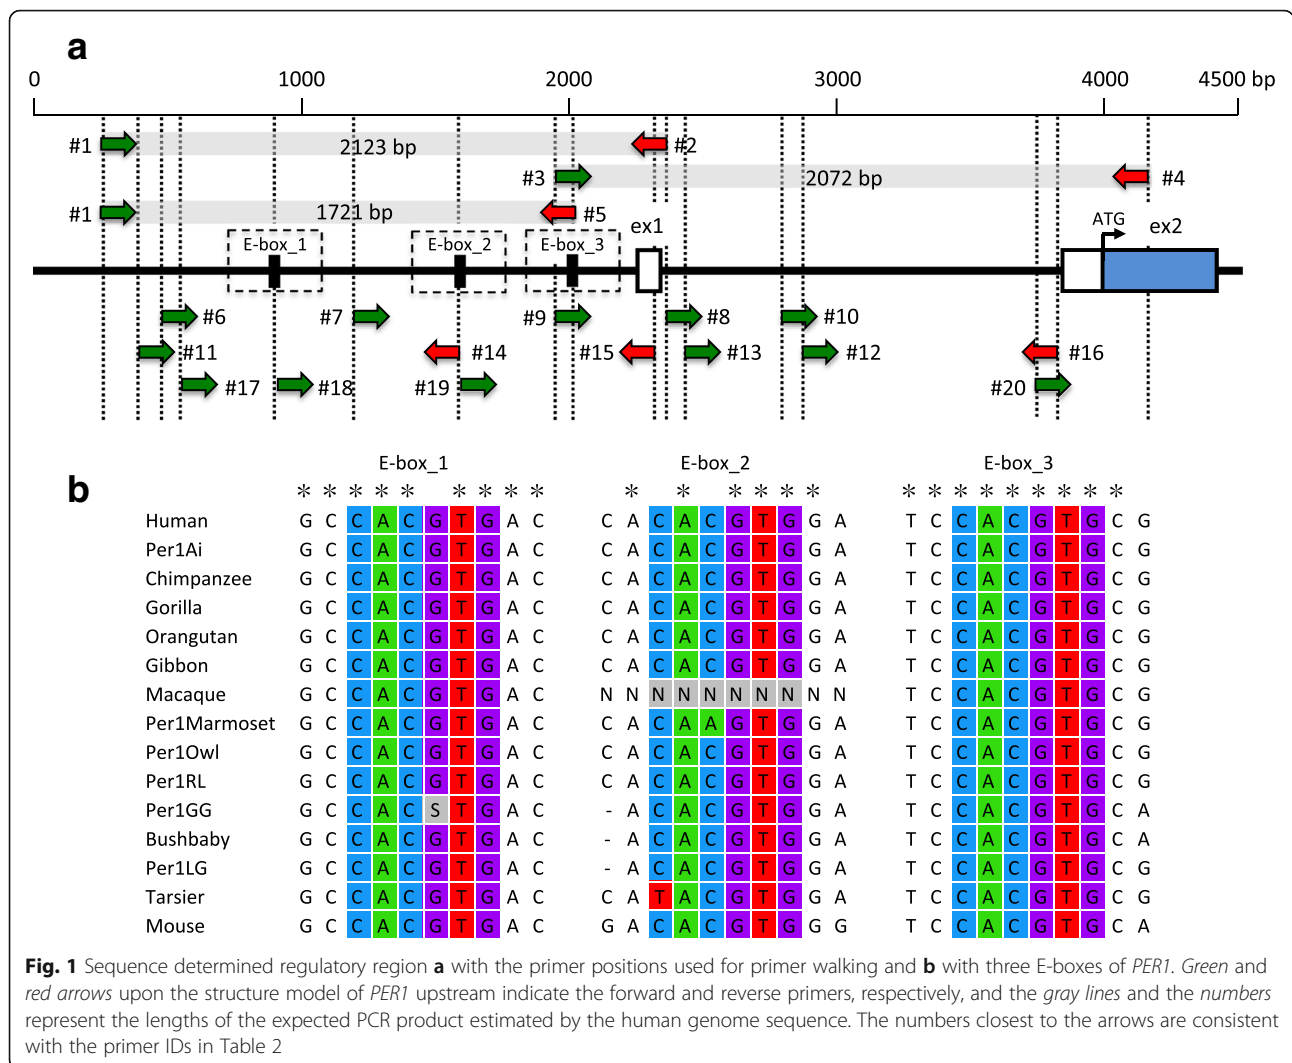 a
0 1000 2000 3000 4000 4500 bp
#1 2123 bp #2
#3 2072 bp #4
#1 1721 bp #5
E-box_1 E-box_2 E-box_3 ex1 ATG ex2
#6 #7 #9 #8 #10
#11 #14 #15 #13 #12 #16
#17 #18 #19 #20
b
E-box_1 E-box_2 E-box_3
* * * * * * * * * * * * * * * * * * * * * * * *
Human G C C A C G T G A C C A C A C G T G G A T C C A C G T G C G
Per1Ai G C C A C G T G A C C A C A C G T G G A T C C A C G T G C G
Chimpanzee G C C A C G T G A C C A C A C G T G G A T C C A C G T G C G
Gorilla G C C A C G T G A C C A C A C G T G G A T C C A C G T G C G
Orangutan G C C A C G T G A C C A C A C G T G G A T C C A C G T G C G
Gibbon G C C A C G T G A C C A C A C G T G G A T C C A C G T G C G
Macaque G C C A C G T G A C N N N N N N N N N N T C C A C G T G C G
Per1Marmoset G C C A C G T G A C C A C A A G T G G A T C C A C G T G C G
Per1Owl G C C A C G T G A C C A C A C G T G G A T C C A C G T G C G
Per1RL G C C A C G T G A C C A C A C G T G G A T C C A C G T G C G
Per1GG G C C A C S T G A C - A C A C G T G G A T C C A C G T G C A
Bushbaby G C C A C G T G A C - A C A C G T G G A T C C A C G T G C A
Per1LG G C C A C G T G A C - A C A C G T G G A T C C A C G T G C G
Tarsier G C C A C G T G A C C A T A C G T G G A T C C A C G T G C G
Mouse G C C A C G T G A C G A C A C G T G G G T C C A C G T G C A
Fig. 1 Sequence determined regulatory region a with the primer positions used for primer walking and b with three E-boxes of PER1. Green and
red arrows upon the structure model of PER1 upstream indicate the forward and reverse primers, respectively, and the gray lines and the numbers
represent the lengths of the expected PCR product estimated by the human genome sequence. The numbers closest to the arrows are consistent
with the primer IDs in Table 2